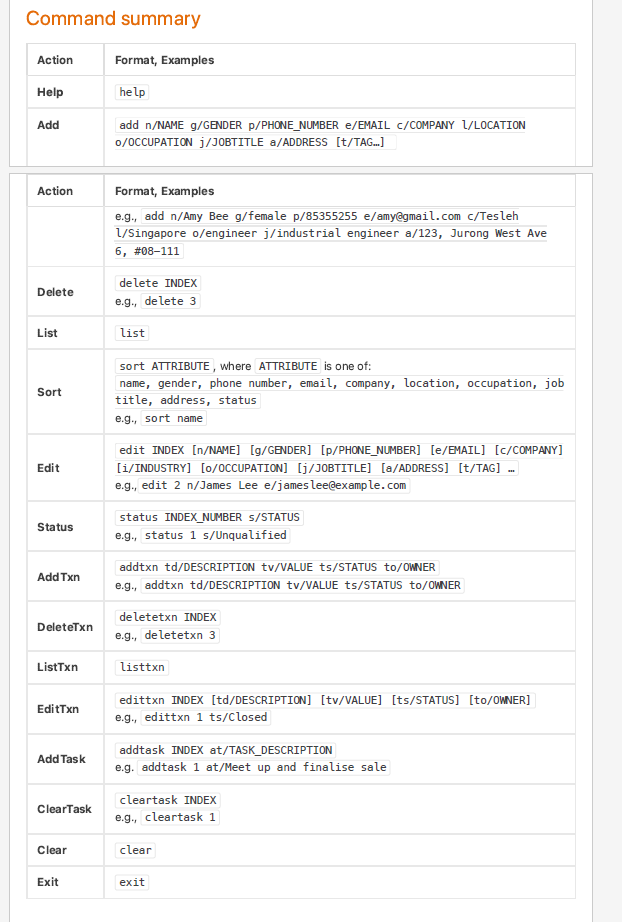 Command summary
Action Format, Examples
Help help
Add add n/NAME g/GENDER p/PHONE_NUMBER e/EMAIL c/COMPANY l/LOCATION
o/OCCUPATION j/JOBTITLE a/ADDRESS [t/TAG…]
Action Format, Examples
e.g., add n/Amy Bee g/female p/85355255 e/amy@gmail.com c/Tesleh
l/Singapore o/engineer j/industrial engineer a/123, Jurong West Ave
6, #08-111
Delete delete INDEX
e.g., delete 3
List list
Sort sort ATTRIBUTE, where ATTRIBUTE is one of:
name, gender, phone number, email, company, location, occupation, job
title, address, status
e.g., sort name
Edit edit INDEX [n/NAME] [g/GENDER] [p/PHONE_NUMBER] [e/EMAIL] [c/COMPANY]
[i/INDUSTRY] [o/OCCUPATION] [j/JOBTITLE] [a/ADDRESS] [t/TAG] …
e.g., edit 2 n/James Lee e/jameslee@example.com
Status status INDEX_NUMBER s/STATUS
e.g., status 1 s/Unqualified
AddTxn addtxn td/DESCRIPTION tv/VALUE ts/STATUS to/OWNER
e.g., addtxn td/DESCRIPTION tv/VALUE ts/STATUS to/OWNER
DeleteTxn deletetxn INDEX
e.g., deletetxn 3
ListTxn listtxn
EditTxn edittxn INDEX [td/DESCRIPTION] [tv/VALUE] [ts/STATUS] [to/OWNER]
e.g., edittxn 1 ts/Closed
AddTask addtask INDEX at/TASK_DESCRIPTION
e.g. addtask 1 at/Meet up and finalise sale
ClearTask cleartask INDEX
e.g., cleartask 1
Clear clear
Exit exit